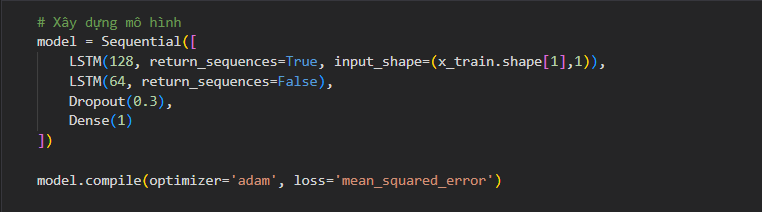 # Xây dựng mô hình
model = Sequential([
    LSTM(128, return_sequences=True, input_shape=(x_train.shape[1],1)),
    LSTM(64, return_sequences=False),
    Dropout(0.3),
    Dense(1)
])
model.compile(optimizer='adam', loss='mean_squared_error')